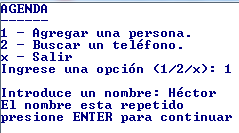 AGENDA
------
1 - Agregar una persona.
2 - Buscar un teléfono.
x - Salir
Ingrese una opción (1/2/x): 1
Introduce un nombre: Héctor
El nombre esta repetido
presione ENTER para continuar